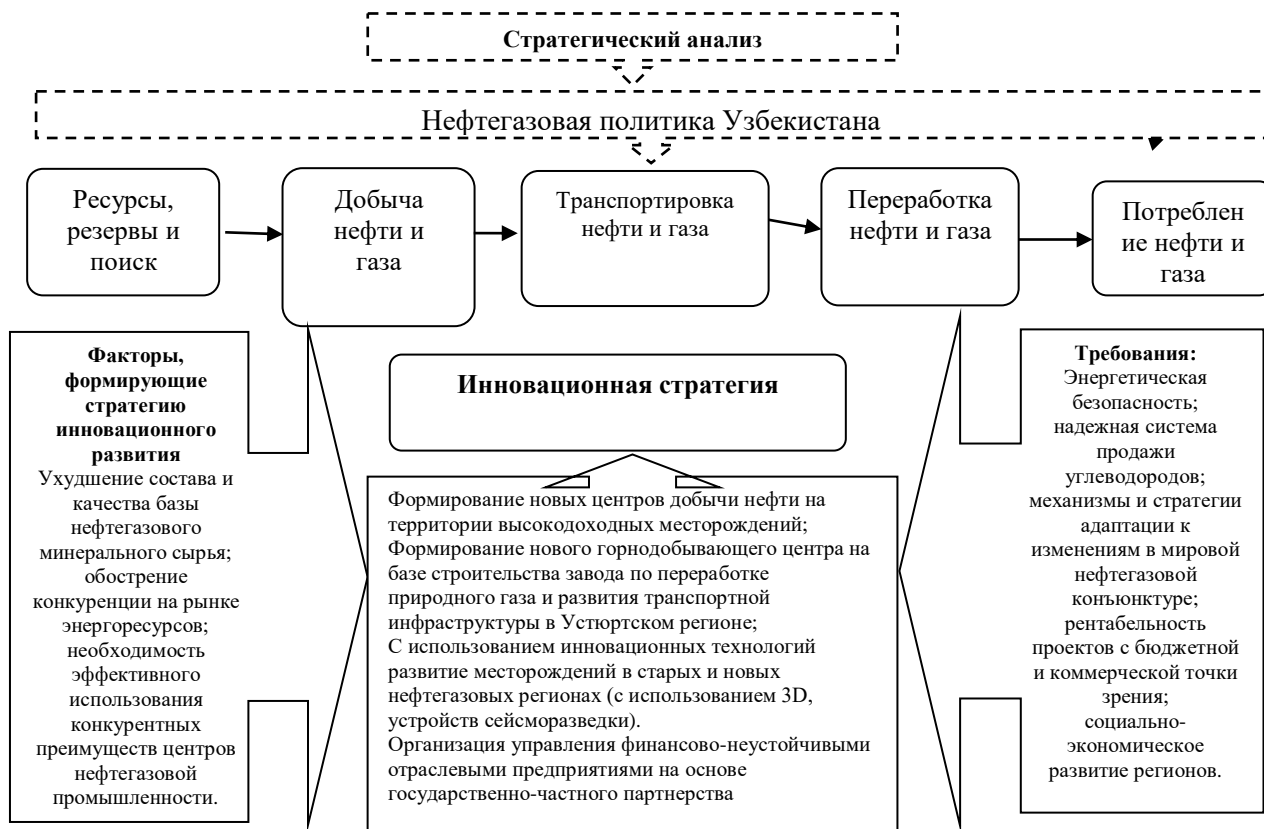 Стратегический анализ
Нефтегазовая политика Узбекистана
Ресурсы,
резервы и
поиск
Добыча
нефти и
газа
Транспортировка
нефти и газа
Переработка
нефти и газа
Потреблен
ие нефти и
газа
Факторы,
формирующие
стратегию
инновационного
развития
Ухудшение состава и
качества базы
нефтегазового
минерального сырья;
обострение
конкуренции на рынке
энергоресурсов;
необходимость
эффективного
использования
конкурентных
преимуществ центров
нефтегазовой
промышленности.
Инновационная стратегия
Формирование новых центров добычи нефти на
территории высокодоходных месторождений;
Формирование нового горнодобывающего центра на
базе строительства завода по переработке
природного газа и развития транспортной
инфраструктуры в Устюртском регионе;
С использованием инновационных технологий
развитие месторождений в старых и новых
нефтегазовых регионах (с использованием 3D,
устройств сейсморазведки).
Организация управления финансово-неустойчивыми
отраслевыми предприятиями на основе
государственно-частного партнерства
Требования:
Энергетическая
безопасность;
надежная система
продажи
углеводородов;
механизмы и стратегии
адаптации к
изменениям в мировой
нефтегазовой
конъюнктуре;
рентабельность
проектов с бюджетной
и коммерческой точки
зрения;
социально-
экономическое
развитие регионов.